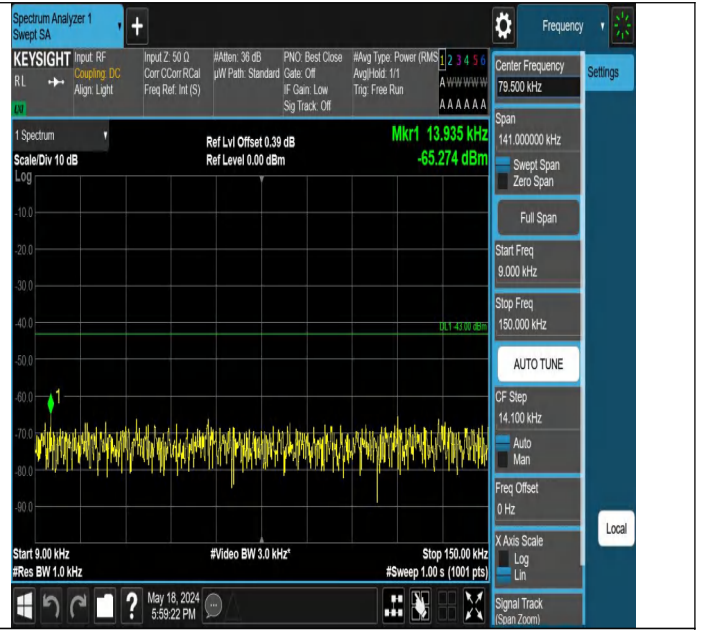 Spectrum Analyzer 1
Swept SA
+
Frequency
KEYSIGHT
RL
Input: RF
Coupling: DC
Align: Light
Input Z: 50 Ω
Corr CCorr RCal
Freq Ref: Int (S)
#Atten: 36 dB
µW Path: Standard
PNO: Best Close
Gate: Off
IF Gain: Low
Sig Track: Off
#Avg Type: Power (RMS
Avg|Hold: 1/1
Trig: Free Run
1 2 3 4 5 6
A W W W W W
A A A A A A
1 Spectrum
Scale/Div 10 dB
Log
Ref Lvl Offset 0.39 dB
Ref Level 0.00 dBm
Mkr1 13.935 kHz
-65.274 dBm
-10.0
-20.0
-30.0
-40.0
DL1 -43.00 dBm
-50.0
-60.0
1
-70.0
-80.0
-90.0
Start 9.00 kHz
#Res BW 1.0 kHz
#Video BW 3.0 kHz*
Stop 150.00 kHz
#Sweep 1.00 s (1001 pts)
May 18, 2024
5:59:22 PM
?
Center Frequency
79.500 kHz
Settings
Span
141.000000 kHz
Swept Span
Zero Span
Full Span
Start Freq
9.000 kHz
Stop Freq
150.000 kHz
AUTO TUNE
CF Step
14.100 kHz
Auto
Man
Freq Offset
0 Hz
X Axis Scale
Log
Lin
Local
Signal Track
(Span Zoom)